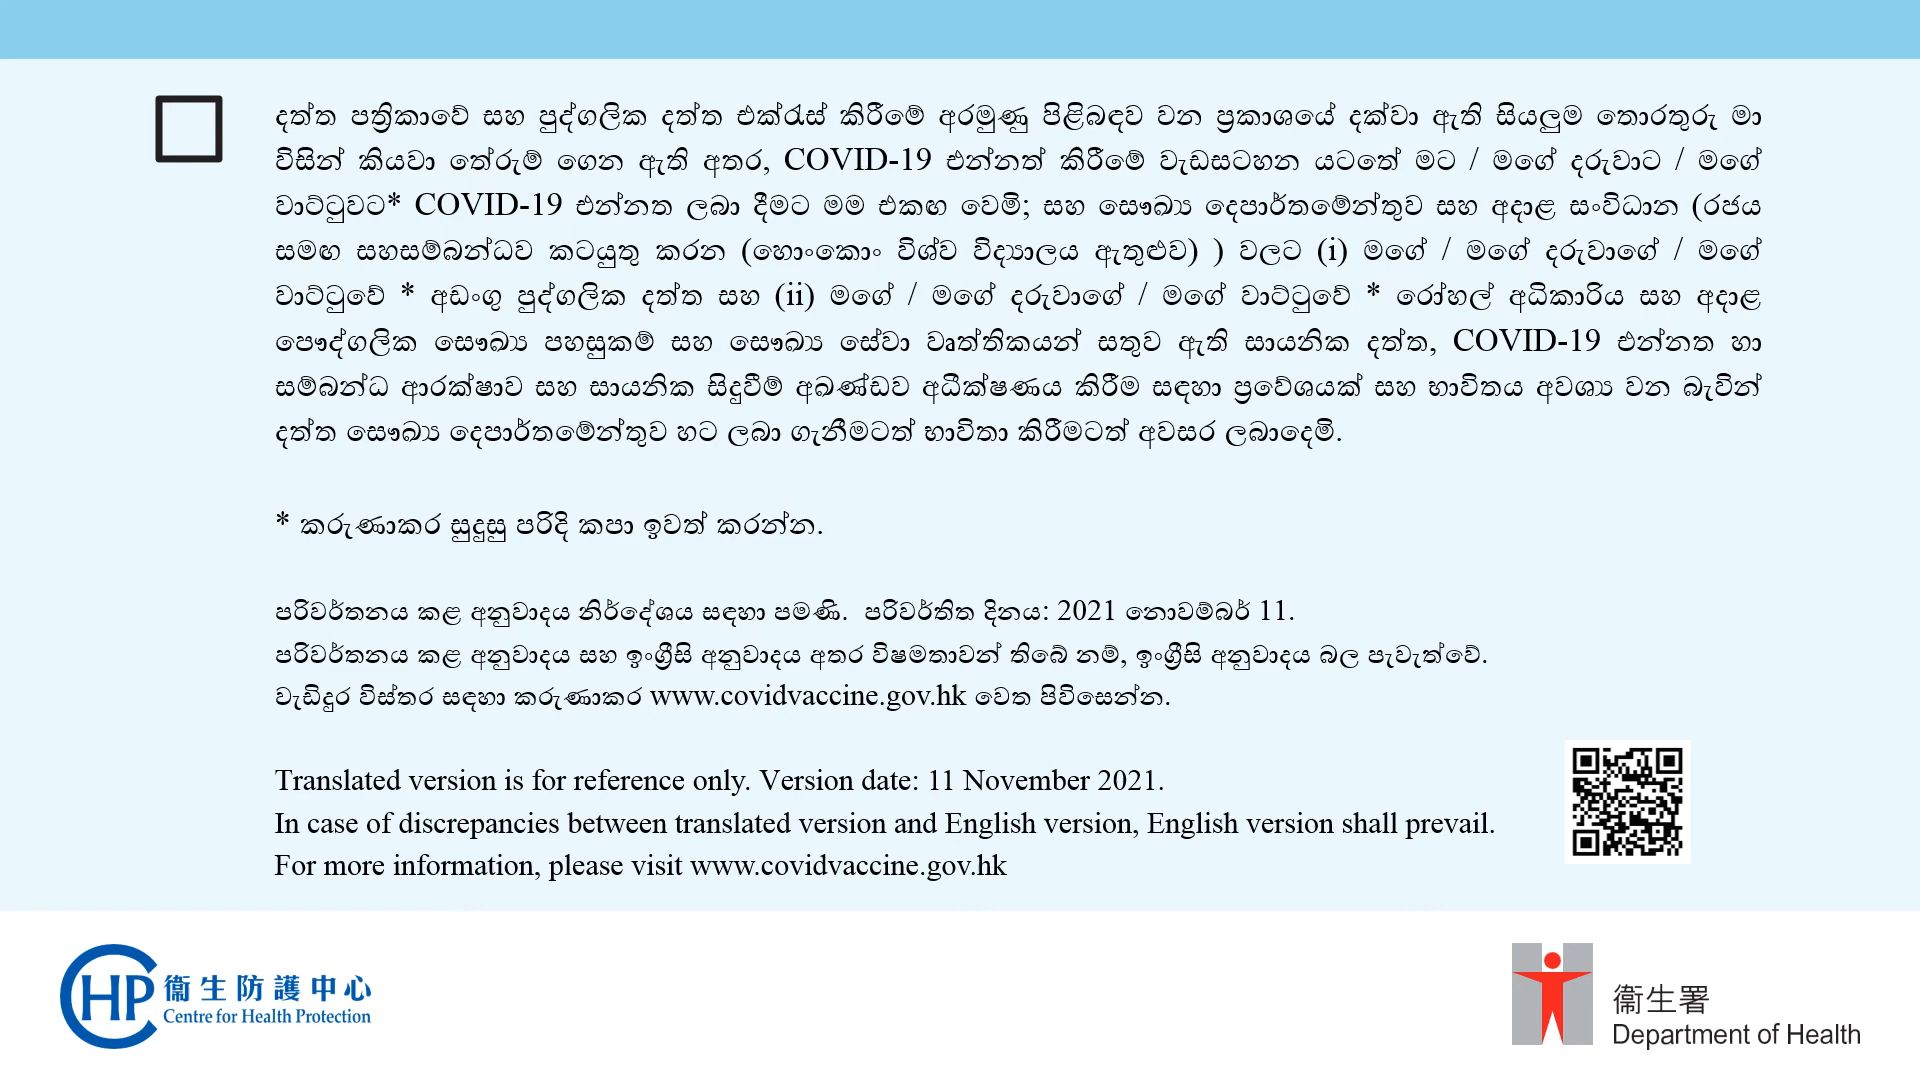 දත්ත පත්‍රිකාවේ සහ පුද්ගලික දත්ත එක්රැස් කිරීමේ අරමුණු පිළිබඳව වන ප්‍රකාශයේ දක්වා ඇති සියලුම තොරතුරු මා
විසින් කියවා තේරුම් ගෙන ඇති අතර, COVID-19 එන්නත් කිරීමේ වැඩසටහන යටතේ මට / මගේ දරුවාට / මගේ
වාට්ටුවට* COVID-19 එන්නත ලබා දීමට මම එකඟ වෙමි; සහ සෞඛ්‍ය දෙපාර්තමේන්තුව සහ අදාළ සංවිධාන (රජය
සමඟ සහසම්බන්ධව කටයුතු කරන (හොංකොං විශ්ව විද්‍යාලය ඇතුළුව) ) වලට (i) මගේ / මගේ දරුවාගේ / මගේ
වාට්ටුවේ * අඩංගු පුද්ගලික දත්ත සහ (ii) මගේ / මගේ දරුවාගේ / මගේ වාට්ටුවේ * රෝහල් අධිකාරිය සහ අදාළ
පෞද්ගලික සෞඛ්‍ය පහසුකම් සහ සෞඛ්‍ය සේවා වෘත්තිකයන් සතුව ඇති සායනික දත්ත, COVID-19 එන්නත හා
සම්බන්ධ ආරක්ෂාව සහ සායනික සිදුවීම් අඛණ්ඩව අධීක්ෂණය කිරීම සඳහා ප්‍රවේශයක් සහ භාවිතය අවශ්‍ය වන බැවින්
දත්ත සෞඛ්‍ය දෙපාර්තමේන්තුව හට ලබා ගැනීමටත් භාවිතා කිරීමටත් අවසර ලබාදෙමි.
* කරුණාකර සුදුසු පරිදි කපා ඉවත් කරන්න.
පරිවර්තනය කළ අනුවාදය නිර්දේශය සඳහා පමණි. පරිවර්තිත දිනය: 2021 නොවම්බර් 11.
පරිවර්තනය කළ අනුවාදය සහ ඉංග්‍රීසි අනුවාදය අතර විෂමතාවන් තිබේ නම්, ඉංග්‍රීසි අනුවාදය බල පැවැත්වේ.
වැඩිදුර විස්තර සඳහා කරුණාකර www.covidvaccine.gov.hk වෙත පිවිසෙන්න.
Translated version is for reference only. Version date: 11 November 2021.
In case of discrepancies between translated version and English version, English version shall prevail.
For more information, please visit www.covidvaccine.gov.hk
CHP
衞生防護中心
Centre for Health Protection
衞生署
Department of Health